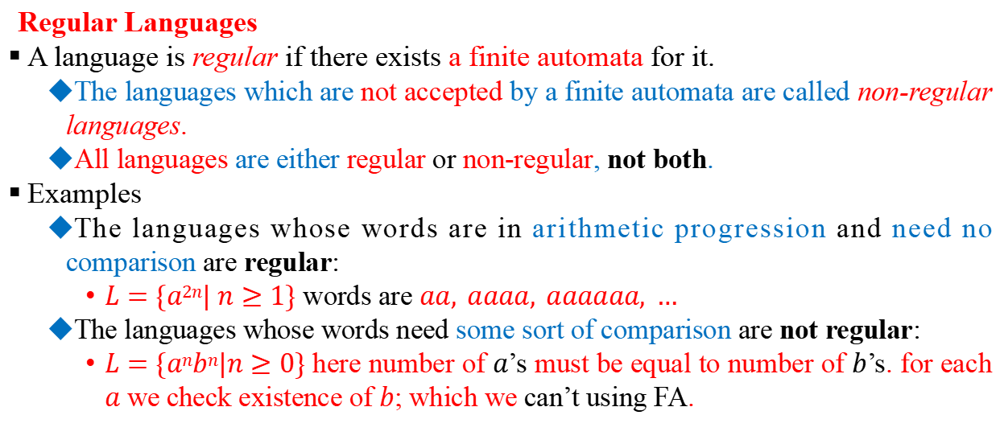 Regular Languages
▪ A language is regular if there exists a finite automata for it.
◆The languages which are not accepted by a finite automata are called non-regular
languages.
◆All languages are either regular or non-regular, not both.
▪ Examples
◆The languages whose words are in arithmetic progression and need no
comparison are regular:
• L = {a²ⁿ| n ≥ 1} words are aa, aaaa, aaaaaa, …
◆The languages whose words need some sort of comparison are not regular:
• L = {aⁿbⁿ|n ≥ 0} here number of a’s must be equal to number of b’s. for each
a we check existence of b; which we can’t using FA.